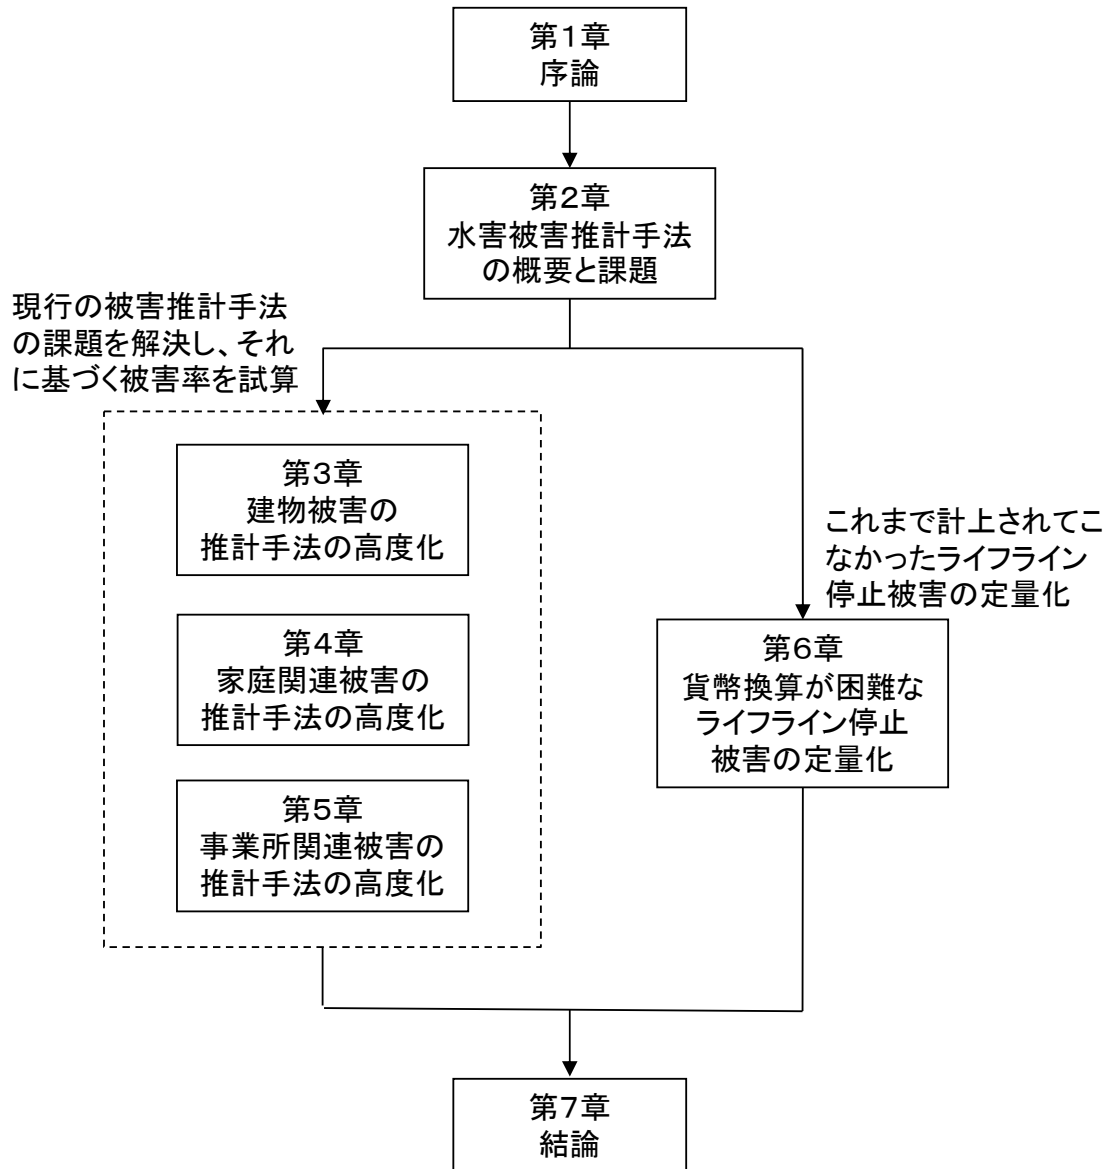 第１章
序論
第２章
水害被害推計手法
の概要と課題
現行の被害推計手法
の課題を解決し、それ
に基づく被害率を試算
第３章
建物被害の
推計手法の高度化
第４章
家庭関連被害の
推計手法の高度化
第５章
事業所関連被害の
推計手法の高度化
これまで計上されてこ
なかったライフライン
停止被害の定量化
第６章
貨幣換算が困難な
ライフライン停止
被害の定量化
第７章
結論